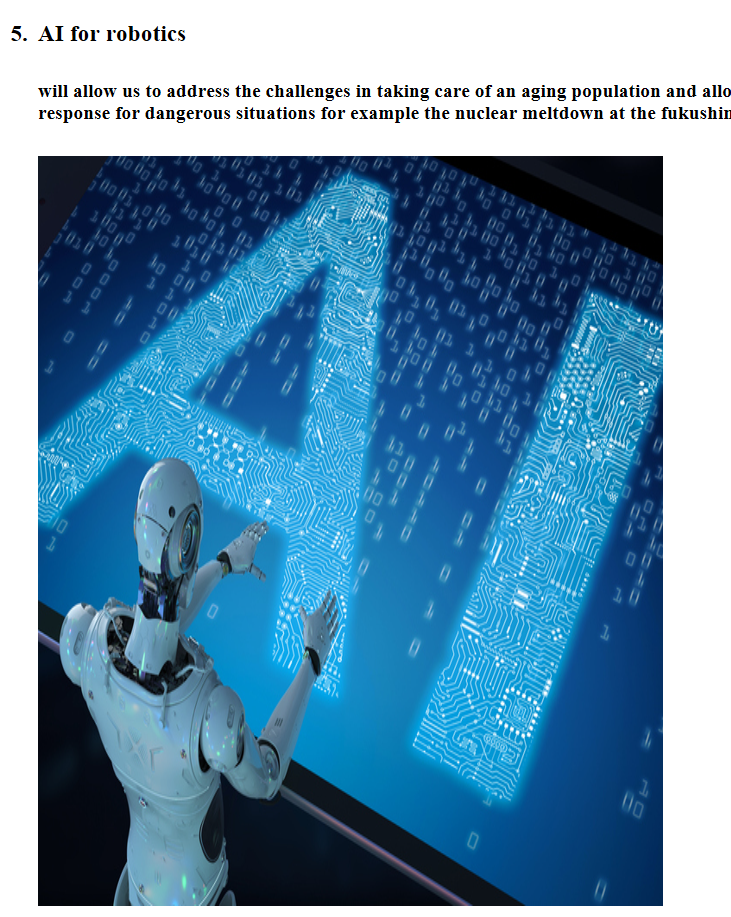 5. AI for robotics
will allow us to address the challenges in taking care of an aging population and allo
response for dangerous situations for example the nuclear meltdown at the fukushin
AI